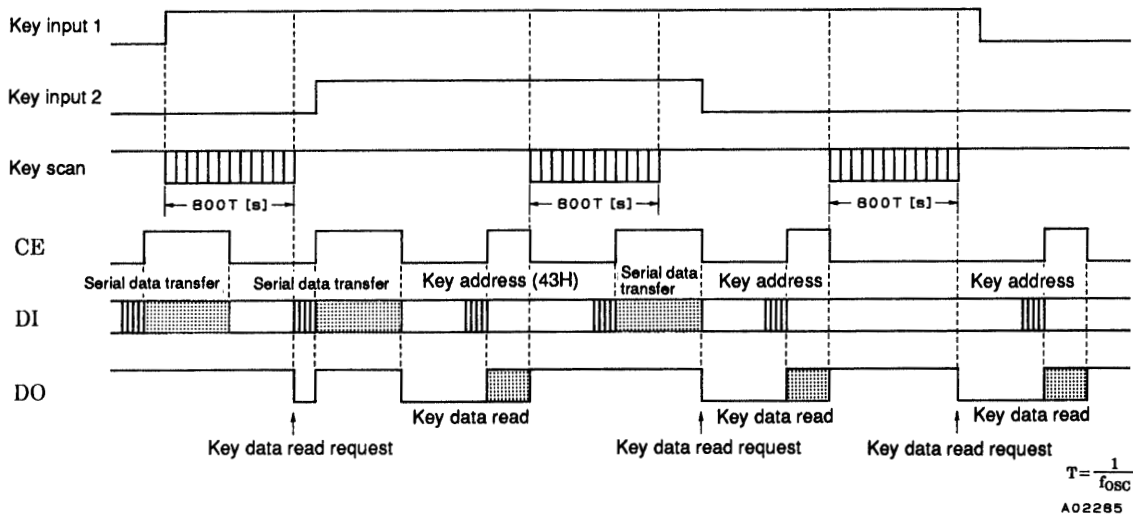 Key input 1
Key input 2
Key scan
800T [s]
800T [s]
800T [s]
CE
Serial data transfer
Serial data transfer
Key address (43H)
Serial data
transfer
Key address
Key address
DI
DO
Key data read
Key data read
Key data read
Key data read request
Key data read request
Key data read request
T = 1
fOSC
A02285